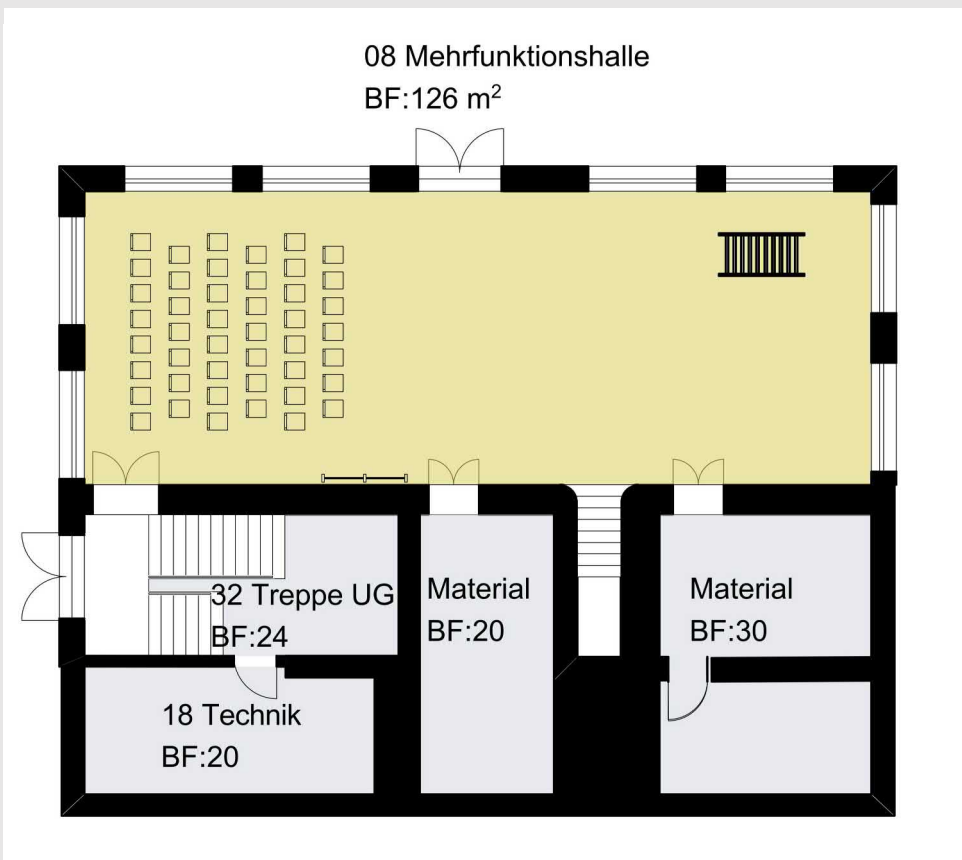 08 Mehrfunktionshalle
BF:126 m²
32 Treppe UG
BF:24
Material
BF:20
Material
BF:30
18 Technik
BF:20